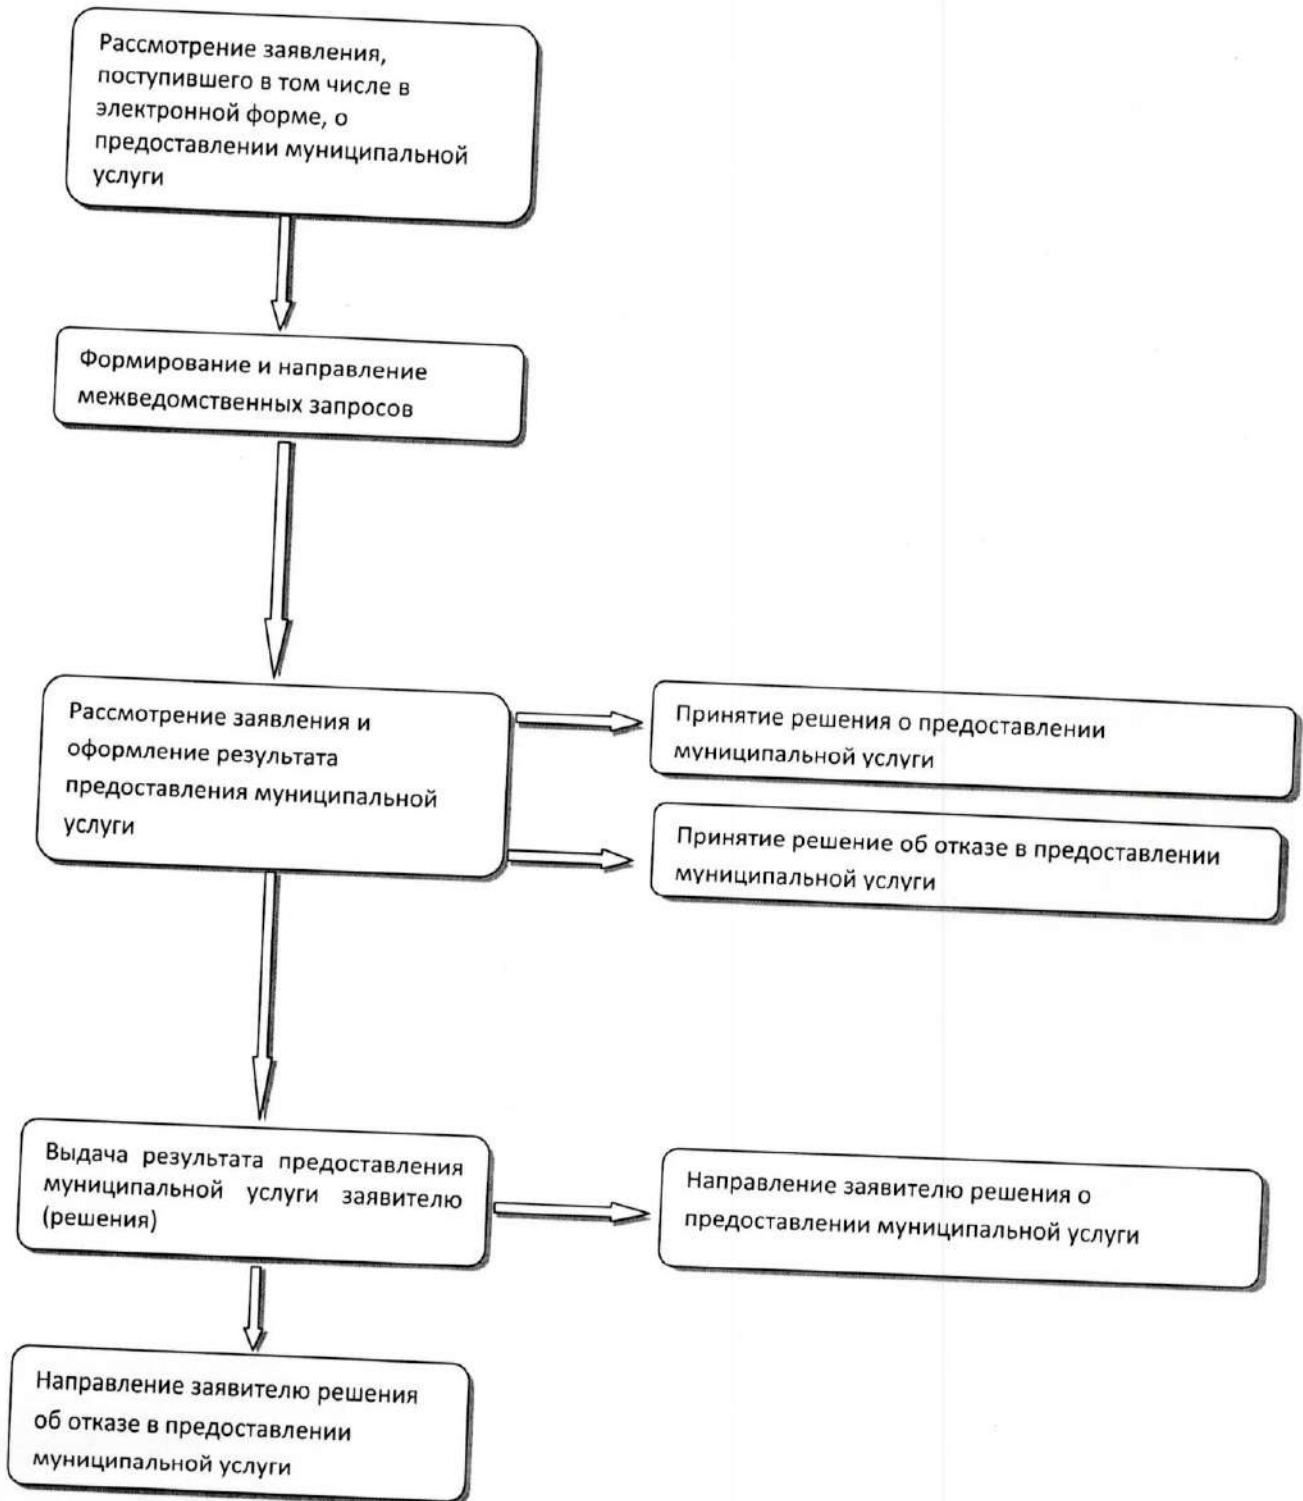 Рассмотрение заявления,
поступившего в том числе в
электронной форме, о
предоставлении муниципальной
услуги
Формирование и направление
межведомственных запросов
Рассмотрение заявления и
оформление результата
предоставления муниципальной
услуги
Принятие решения о предоставлении
муниципальной услуги
Принятие решение об отказе в предоставлении
муниципальной услуги
Выдача результата предоставления
муниципальной услуги заявителю
(решения)
Направление заявителю решения о
предоставлении муниципальной услуги
Направление заявителю решения
об отказе в предоставлении
муниципальной услуги